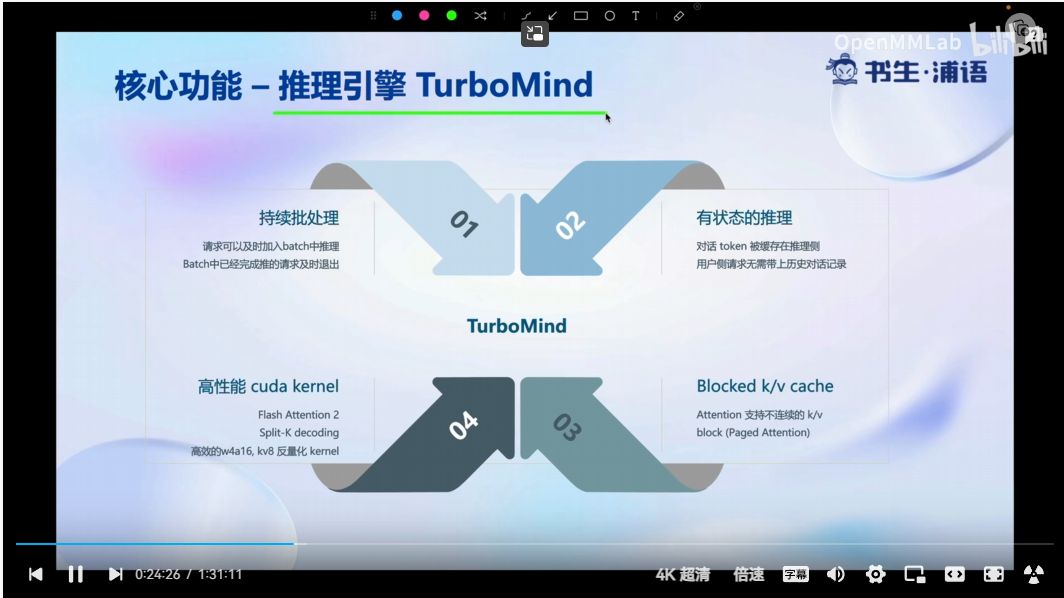 OpenMMLab bilibili
核心功能 – 推理引擎 TurboMind
书生·浦语
01
02
持续批处理
请求可以及时加入batch中推理
Batch中已经完成推的请求及时退出
有状态的推理
对话 token 被缓存在推理侧
用户侧请求无需带上历史对话记录
TurboMind
高性能 cuda kernel
Flash Attention 2
Split-K decoding
高效的w4a16, kv8 反量化 kernel
04
03
Blocked k/v cache
Attention 支持不连续的 k/v
block (Paged Attention)
0:24:26 / 1:31:11
4K 超清
倍速
字幕